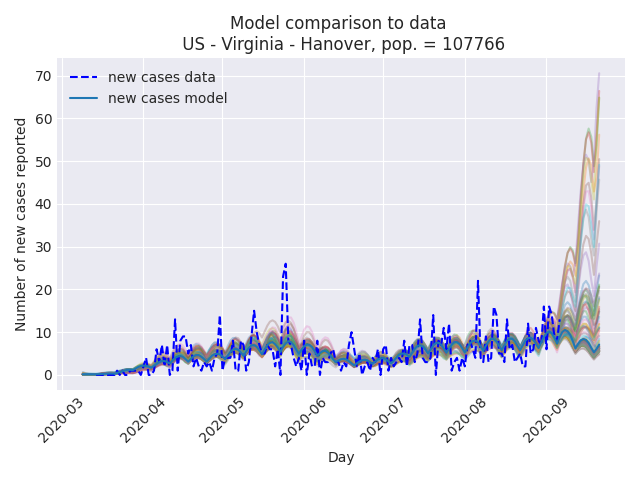 Model comparison to data
US - Virginia - Hanover, pop. = 107766
new cases data
new cases model
Number of new cases reported
70
60
50
40
30
20
10
0
2020-03
2020-04
2020-05
2020-06
2020-07
2020-08
2020-09
Day